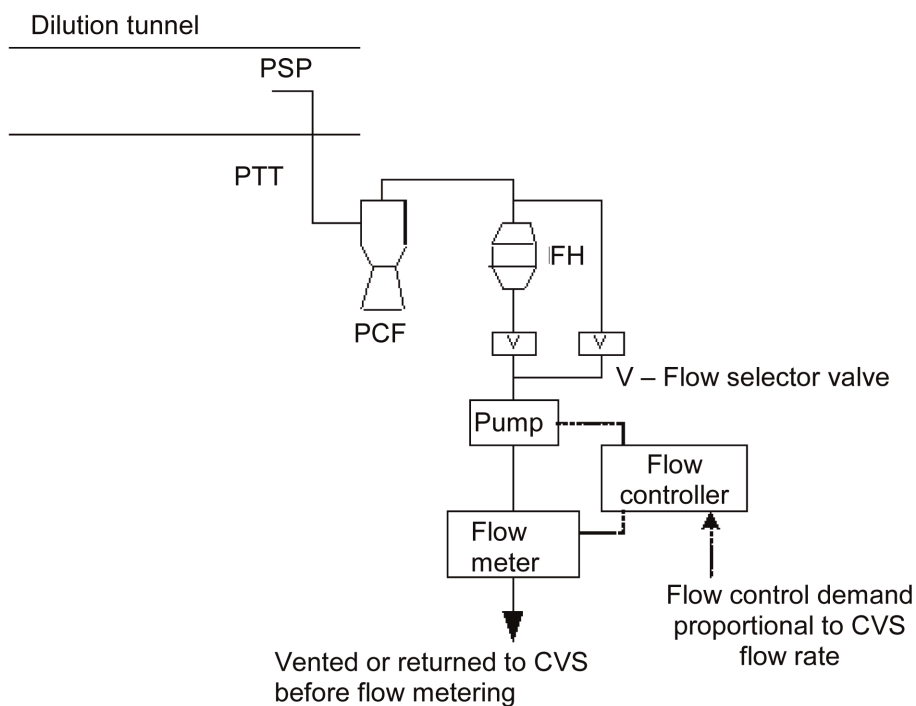 Dilution tunnel
PSP
PTT
FH
PCF
V
V
V – Flow selector valve
Pump
Flow
controller
Flow
meter
Flow control demand
proportional to CVS
flow rate
Vented or returned to CVS
before flow metering